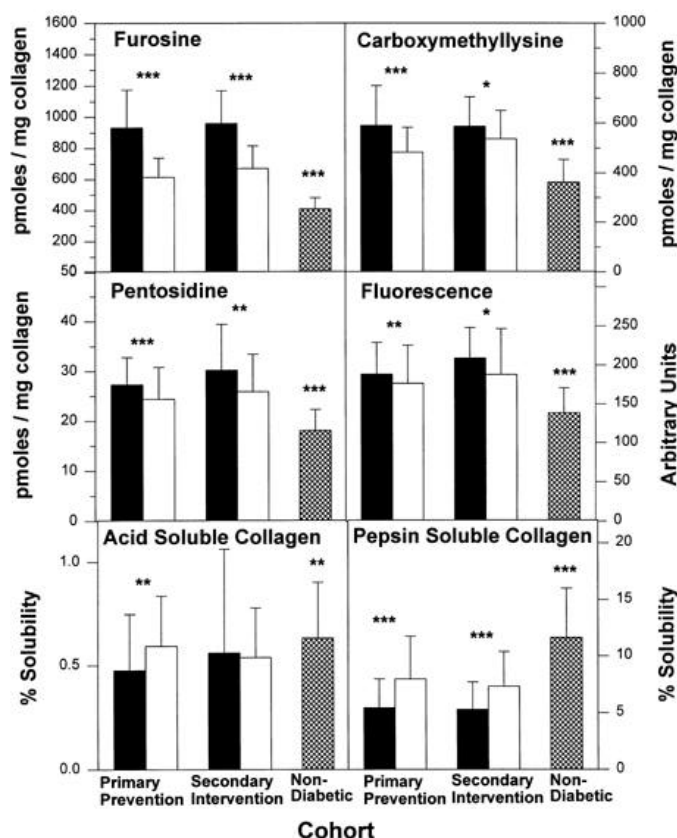 Furosine
Carboxymethyllysine
pmoles / mg collagen
1600
1400
1200
1000
800
600
400
200
50
*** *** ***
1000
800
600
400
200
0
*** * ***
pmoles / mg collagen
Pentosidine
Fluorescence
pmoles / mg collagen
40
30
20
10
0
*** ** ***
250
200
150
100
50
0
** * ***
Arbitrary Units
Acid Soluble Collagen
Pepsin Soluble Collagen
% Solubility
1.0
0.5
0.0
** **
20
15
10
5
0
*** *** ***
% Solubility
Primary Secondary Non- Primary Secondary Non-
Prevention Intervention Diabetic Prevention Intervention Diabetic
Cohort